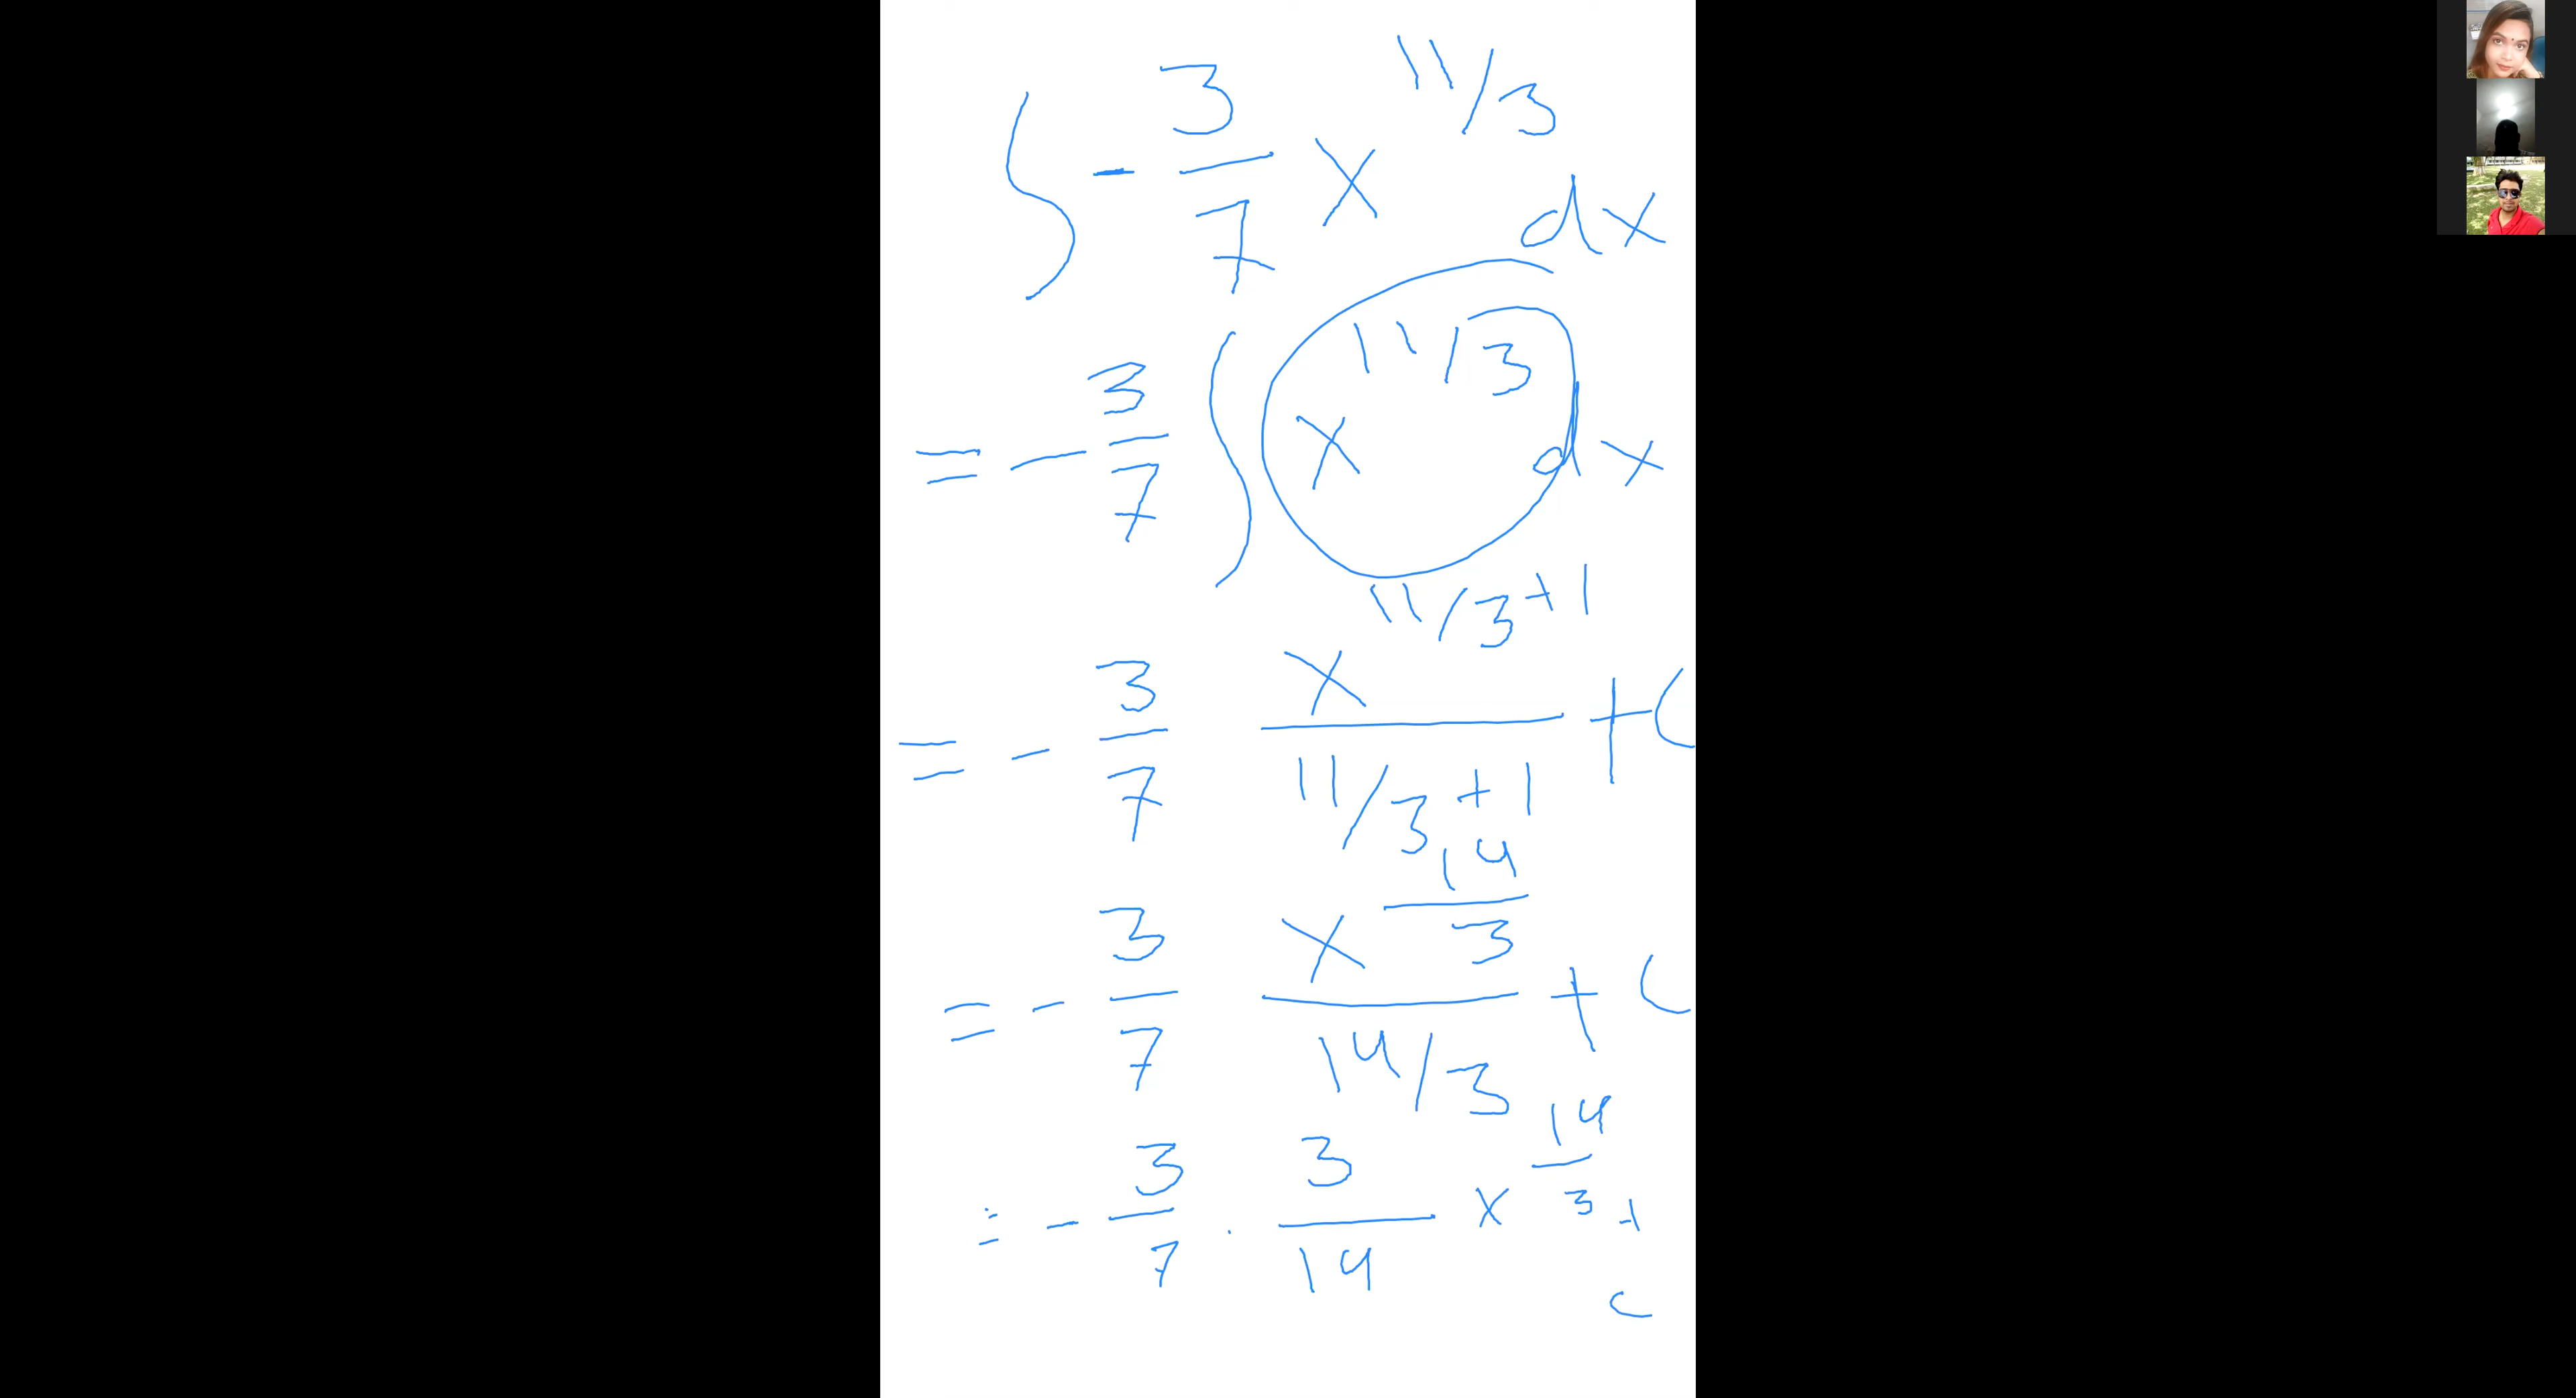 ∫ - 3/7 x^11/3 dx
= - 3/7 ∫ x^11/3 dx
= - 3/7 x^11/3+1 / 11/3+1 + C
= - 3/7 x^14/3 / 14/3 + C
= - 3/7 . 3/14 x^14/3 + C